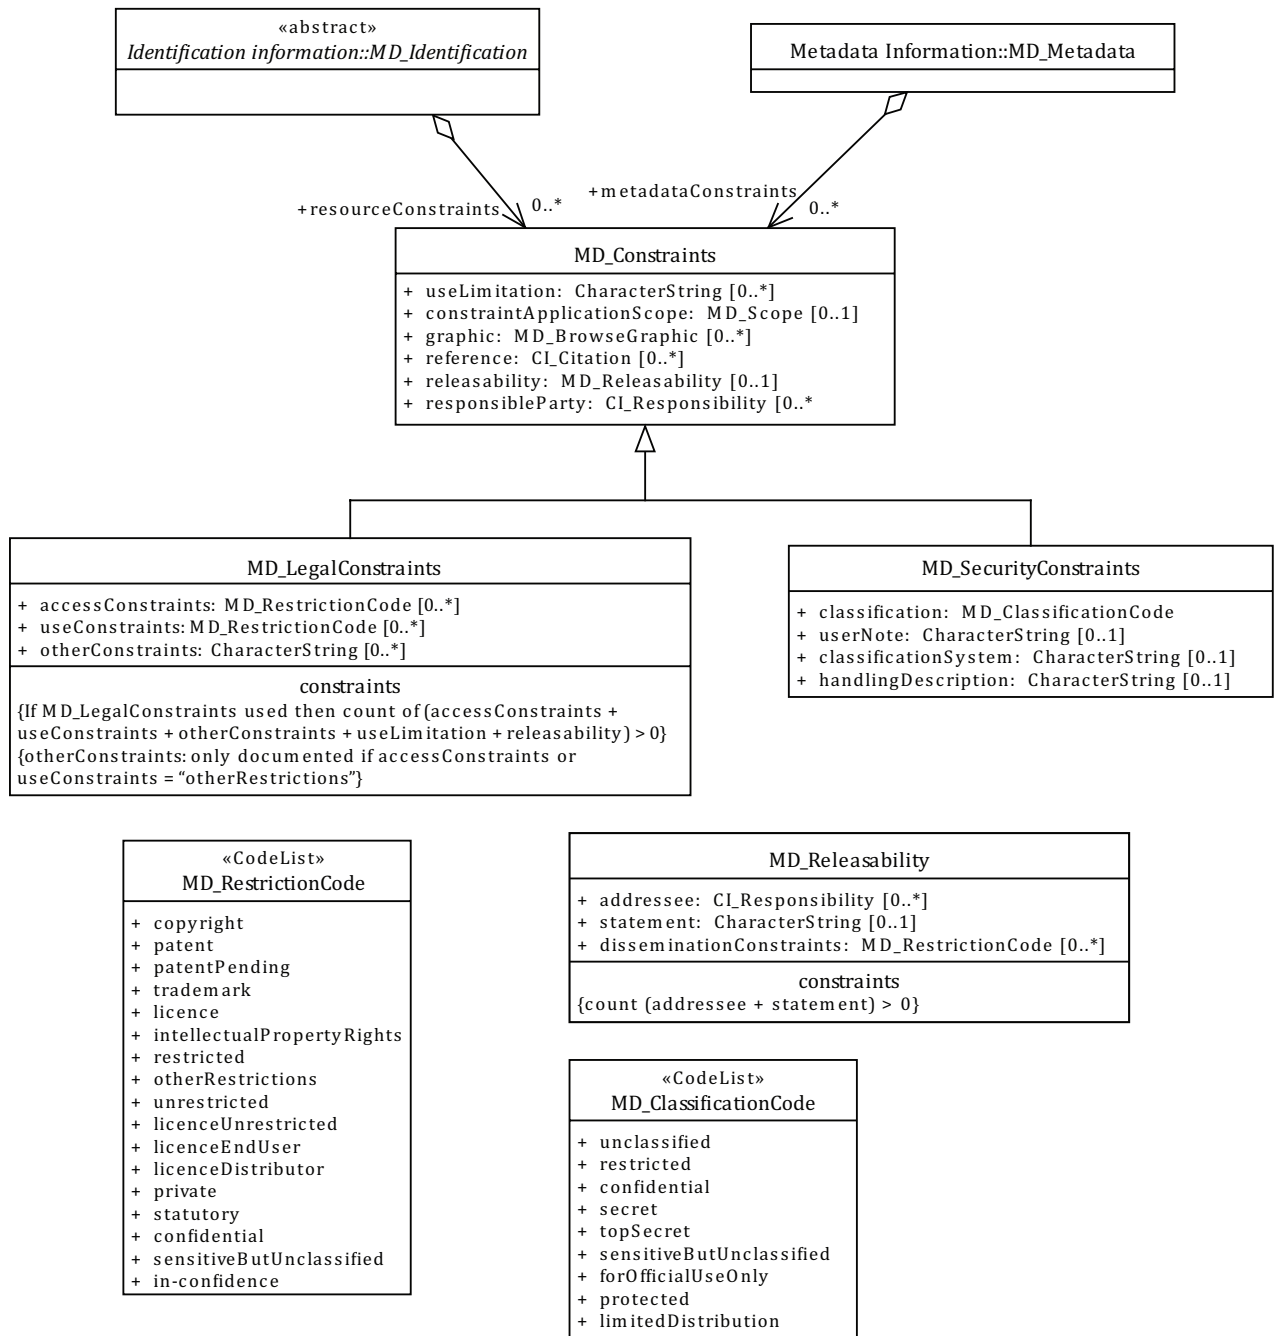 «abstract»
Identification information::MD_Identification
Metadata Information::MD_Metadata
+metadataConstraints
+resourceConstraints
0..*
0..*
MD_Constraints
+ useLimitation: CharacterString [0..*]
+ constraintApplicationScope: MD_Scope [0..1]
+ graphic: MD_BrowseGraphic [0..*]
+ reference: CI_Citation [0..*]
+ releasability: MD_Releasability [0..1]
+ responsibleParty: CI_Responsibility [0..*
MD_LegalConstraints
+ accessConstraints: MD_RestrictionCode [0..*]
+ useConstraints: MD_RestrictionCode [0..*]
+ otherConstraints: CharacterString [0..*]
constraints
{If MD_LegalConstraints used then count of (accessConstraints +
useConstraints + otherConstraints + useLimitation + releasability) > 0}
{otherConstraints: only documented if accessConstraints or
useConstraints = “otherRestrictions”}
MD_SecurityConstraints
+ classification: MD_ClassificationCode
+ userNote: CharacterString [0..1]
+ classificationSystem: CharacterString [0..1]
+ handlingDescription: CharacterString [0..1]
«CodeList»
MD_RestrictionCode
+ copyright
+ patent
+ patentPending
+ trademark
+ licence
+ intellectualPropertyRights
+ restricted
+ otherRestrictions
+ unrestricted
+ licenceUnrestricted
+ licenceEndUser
+ licenceDistributor
+ private
+ statutory
+ confidential
+ sensitiveButUnclassified
+ in-confidence
MD_Releasability
+ addressee: CI_Responsibility [0..*]
+ statement: CharacterString [0..1]
+ disseminationConstraints: MD_RestrictionCode [0..*]
constraints
{count (addressee + statement) > 0}
«CodeList»
MD_ClassificationCode
+ unclassified
+ restricted
+ confidential
+ secret
+ topSecret
+ sensitiveButUnclassified
+ forOfficialUseOnly
+ protected
+ limitedDistribution